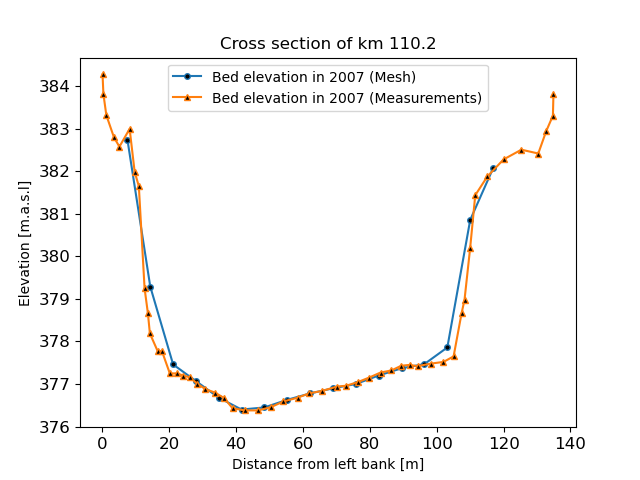 Cross section of km 110.2
Bed elevation in 2007 (Mesh)
Bed elevation in 2007 (Measurements)
Elevation [m.a.s.l]
384
383
382
381
380
379
378
377
376
0 20 40 60 80 100 120 140
Distance from left bank [m]